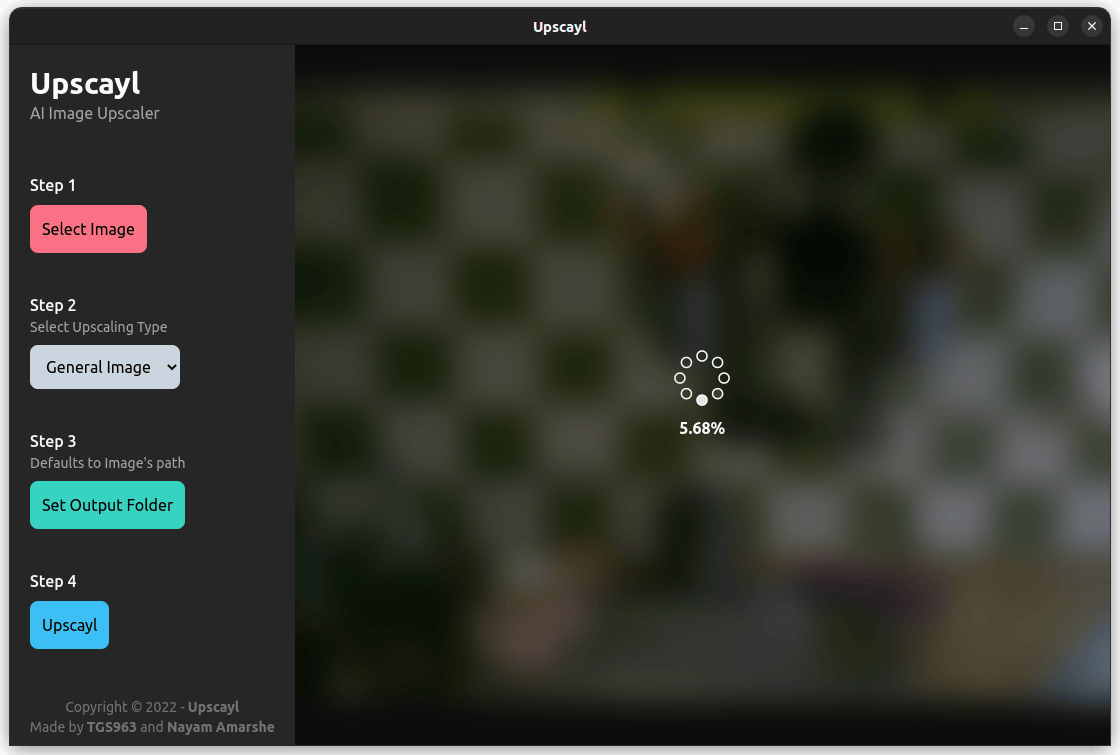 Upscayl
Upscayl
AI Image Upscaler
Step 1
Select Image
Step 2
Select Upscaling Type
General Image
Step 3
Defaults to Image's path
Set Output Folder
Step 4
Upscayl
Copyright © 2022 - Upscayl
Made by TGS963 and Nayam Amarshe
5.68%